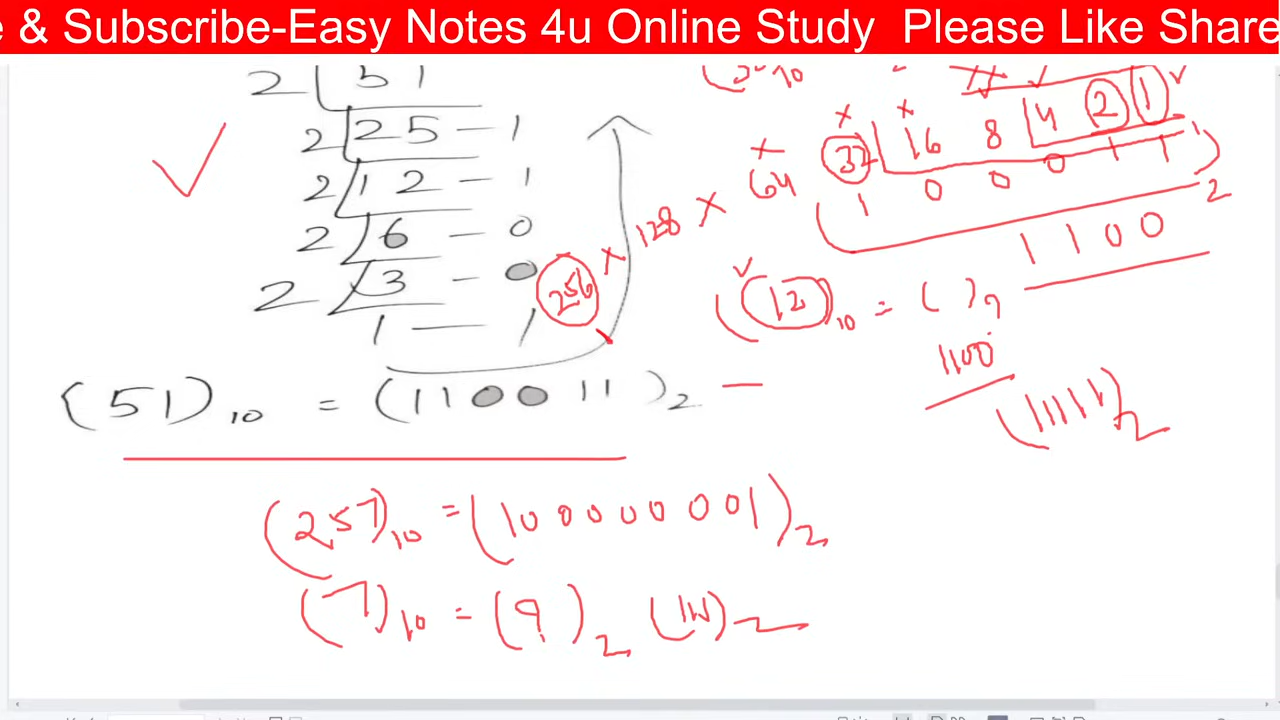 e & Subscribe-Easy Notes 4u Online Study Please Like Share
2 51
2 25 — 1
2 12 — 1
2 6 — 0
2 3 — 0
1 — 1
(51)10 = (110011)2 —
256 × 128 × 64 32 16 8 4 2 1
1 0 0 0 1 1
2
1 1 0 0
(12)10 = ( )?
1100
(11111)2
(257)10 = (100000001)2
(7)10 = (?)2 (111)2